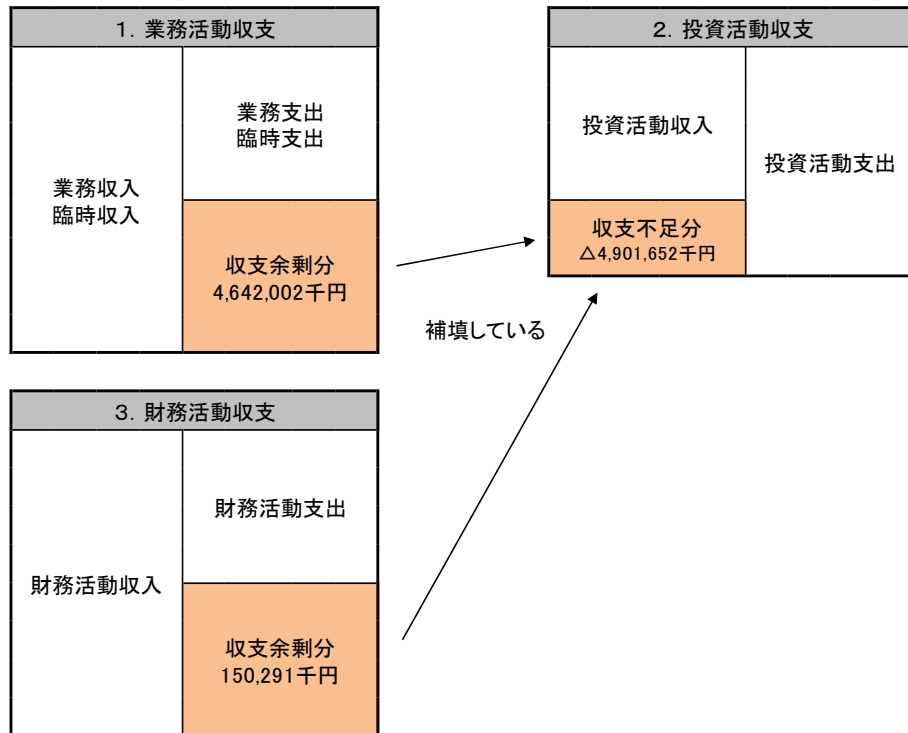 1．業務活動収支
業務収入
臨時収入
業務支出
臨時支出
収支余剰分
4,642,002千円
2．投資活動収支
投資活動収入
収支不足分
△4,901,652千円
投資活動支出
補填している
3．財務活動収支
財務活動収入
財務活動支出
収支余剰分
150,291千円